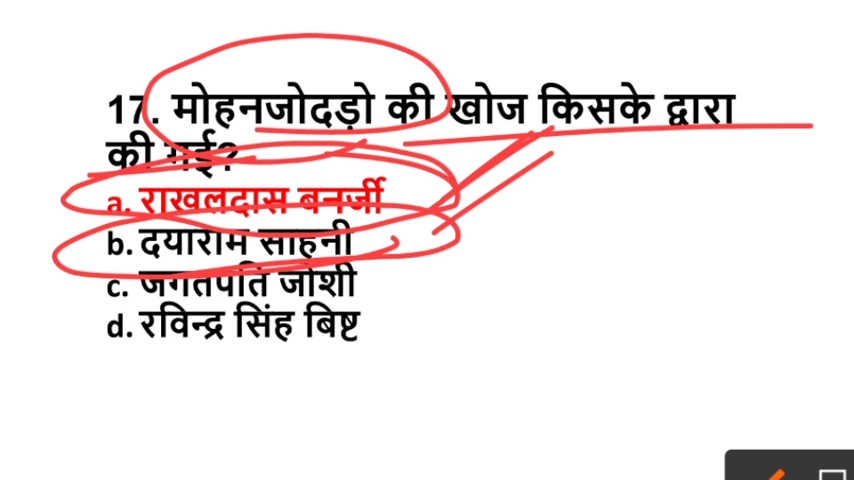 17. मोहनजोदड़ो की खोज किसके द्वारा
की गई?
a. राखलदास बनर्जी
b. दयाराम साहनी
c. जगतपति जोशी
d. रविन्द्र सिंह बिष्ट